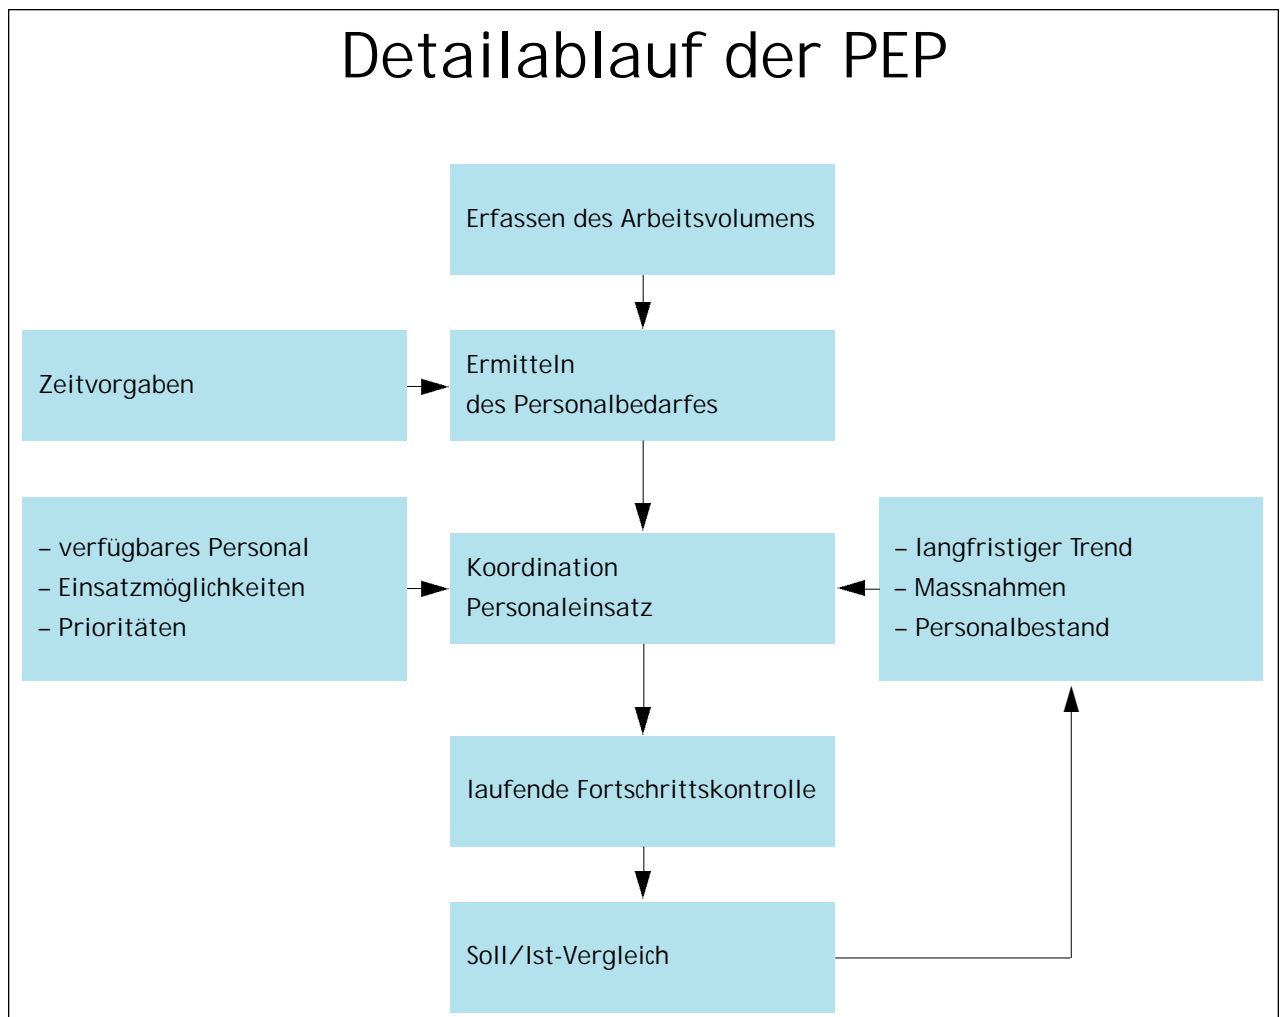 Detailablauf der PEP
Erfassen des Arbeitsvolumens
Zeitvorgaben
Ermitteln
des Personalbedarfes
– verfügbares Personal
– Einsatzmöglichkeiten
– Prioritäten
Koordination
Personaleinsatz
– langfristiger Trend
– Massnahmen
– Personalbestand
laufende Fortschrittskontrolle
Soll/Ist-Vergleich